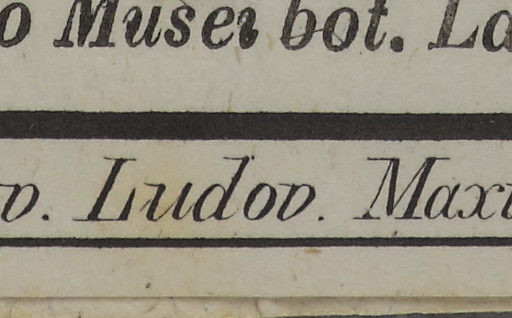 o Musei bot. La
v. Ludov. Maxi